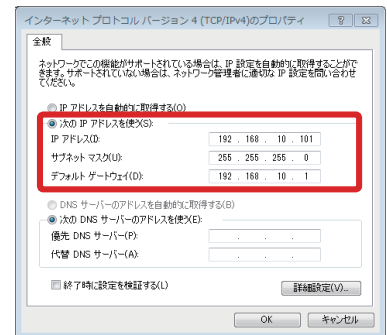 インターネット プロトコル バージョン 4 (TCP/IPv4)のプロパティ
全般
ネットワークでこの機能がサポートされている場合は、IP 設定を自動的に取得することがで
きます。サポートされていない場合は、ネットワーク管理者に適切な IP 設定を問い合わせ
てください。
IP アドレスを自動的に取得する(O)
次の IP アドレスを使う(S):
IP アドレス(I): 192 . 168 . 10 . 101
サブネット マスク(U): 255 . 255 . 255 . 0
デフォルト ゲートウェイ(D): 192 . 168 . 10 . 1
DNS サーバーのアドレスを自動的に取得する(B)
次の DNS サーバーのアドレスを使う(E):
優先 DNS サーバー(P): . . .
代替 DNS サーバー(A): . . .
終了時に設定を検証する(L)
詳細設定(V)...
OK キャンセル